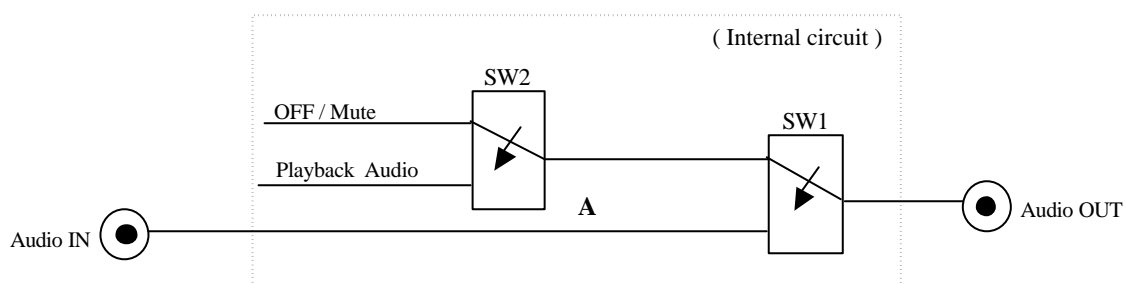 ( Internal circuit )
SW2
OFF / Mute
SW1
Playback Audio
A
Audio IN
Audio OUT